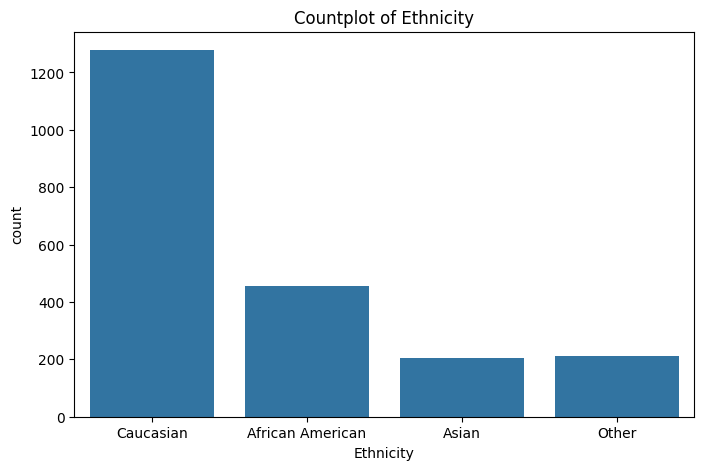 Countplot of Ethnicity
1200
1000
800
600
400
200
0
count
Caucasian African American Asian Other
Ethnicity